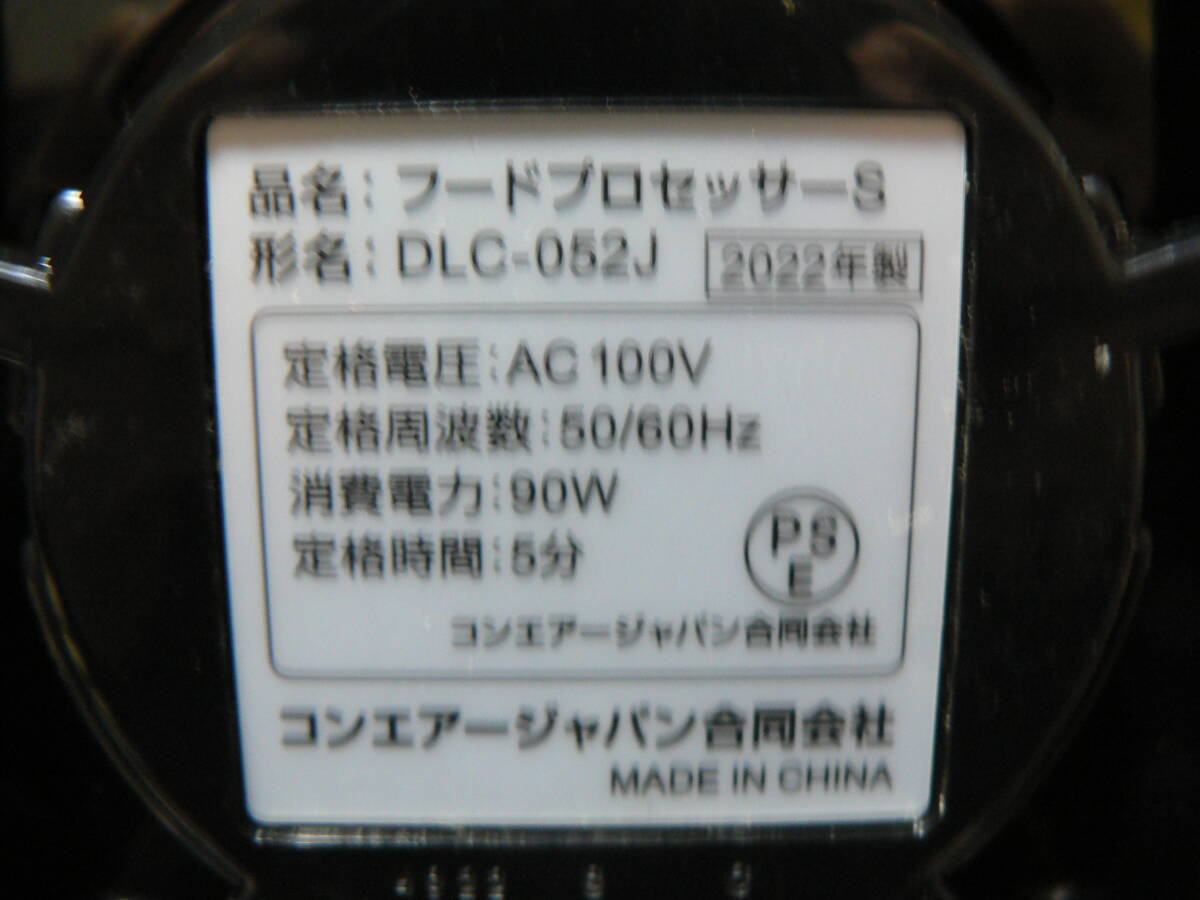 品名:フードプロセッサーS
形名:DLC-052J 2022年製
定格電圧:AC 100V
定格周波数:50/60Hz
消費電力:90W
定格時間:5分
PS
E
コンエアージャパン合同会社
コンエアージャパン合同会社
MADE IN CHINA